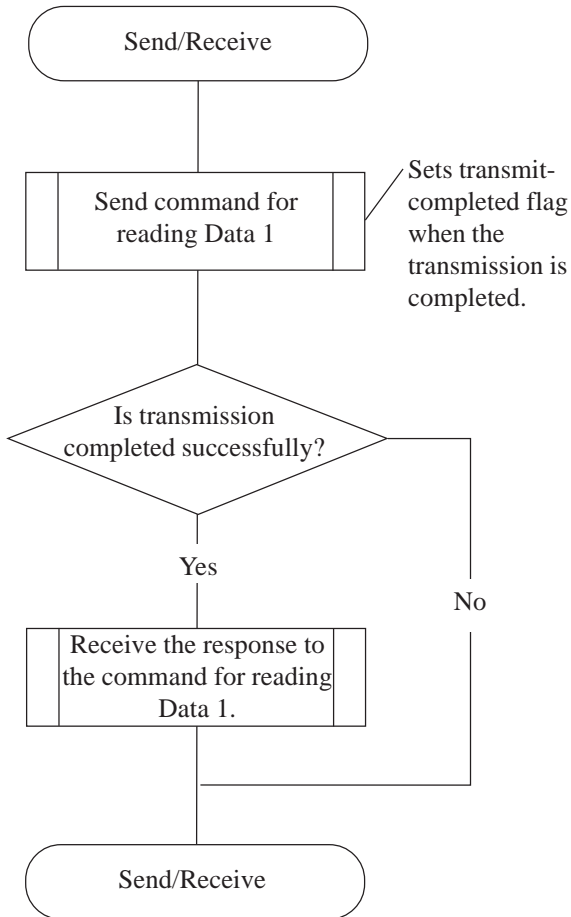 Send/Receive
Send command for
reading Data 1
Sets transmit-
completed flag
when the
transmission is
completed.
Is transmission
completed successfully?
Yes
No
Receive the response to
the command for reading
Data 1.
Send/Receive